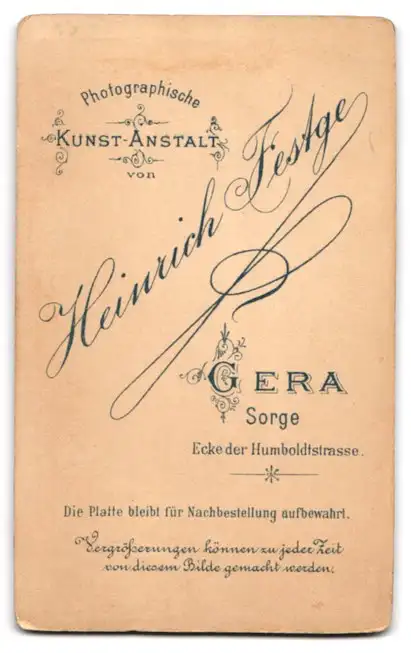 Photographische
KUNST-ANSTALT
von
Heinrich Festge
GERA
Sorge
Ecke der Humboldtstrasse.
Die Platte bleibt für Nachbestellung aufbewahrt.
Vergrößerungen können zu jeder Zeit
von diesem Bilde gemacht werden.